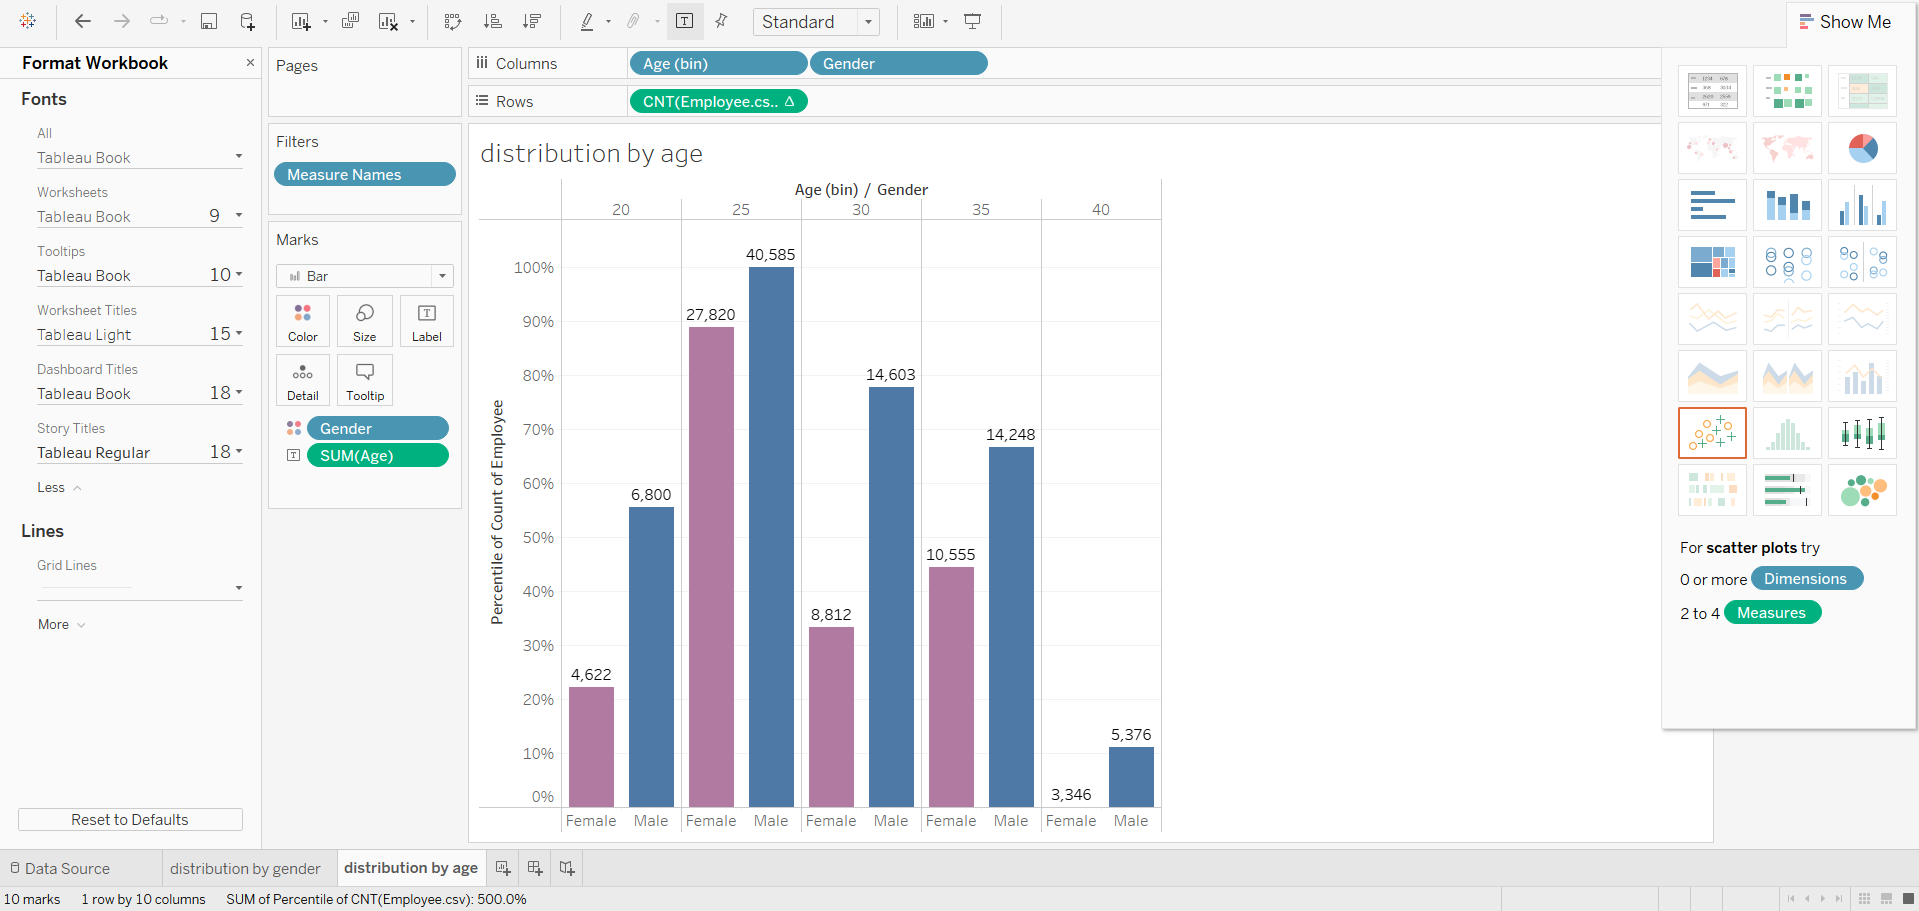 Standard
Show Me
Format Workbook
Fonts
All
Tableau Book
Worksheets
Tableau Book 9
Tooltips
Tableau Book 10
Worksheet Titles
Tableau Light 15
Dashboard Titles
Tableau Book 18
Story Titles
Tableau Regular 18
Less
Lines
Grid Lines
More
Reset to Defaults
Pages
Filters
Measure Names
Marks
Bar
Color Size Label
Detail Tooltip
Gender
SUM(Age)
Columns Age (bin) Gender
Rows CNT(Employee.cs.. Δ
distribution by age
Age (bin) / Gender
20 25 30 35 40
Percentile of Count of Employee
100%
90%
80%
70%
60%
50%
40%
30%
20%
10%
0%
4,622
6,800
27,820
40,585
8,812
14,603
10,555
14,248
3,346
5,376
Female Male Female Male Female Male Female Male Female Male
For scatter plots try
0 or more Dimensions
2 to 4 Measures
Data Source distribution by gender distribution by age
10 marks 1 row by 10 columns SUM of Percentile of CNT(Employee.csv): 500.0%